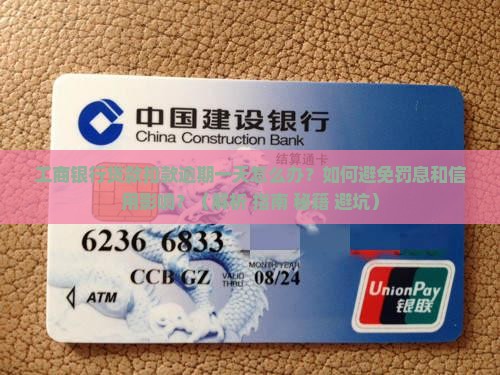 中国建设银行
China Construction Bank
结算通卡
工商银行 款逾期一天怎么办？如何避免罚息和信
用影响？（解析 指南 秘籍 避坑）
6236 6833
MONTH/YEAR
CCB GZ VALID THRU 08/24
ATM
UnionPay
银联